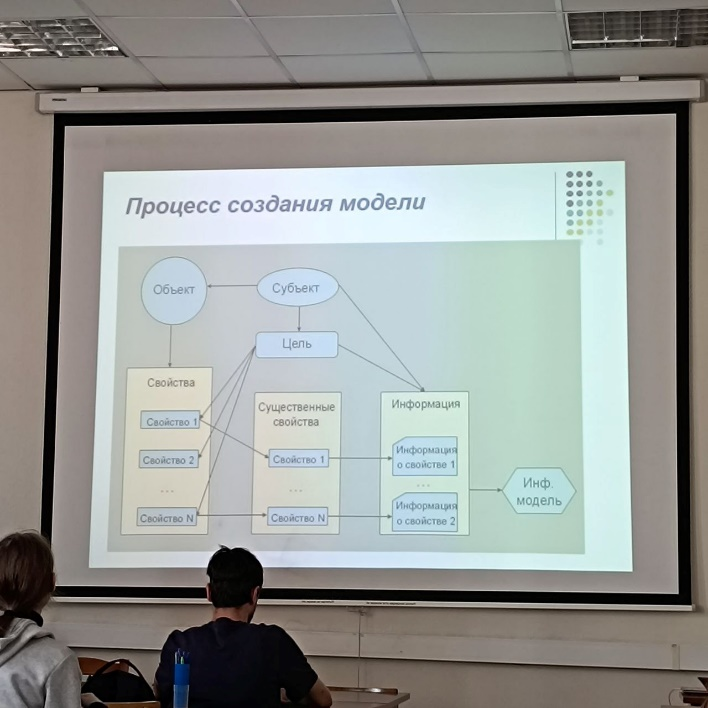 Процесс создания модели
Объект
Субъект
Цель
Свойства
Свойство 1
Свойство 2
...
Свойство N
Существенные
свойства
Свойство 1
...
Свойство N
Информация
Информация
о свойстве 1
...
Информация
о свойстве 2
Инф.
модель